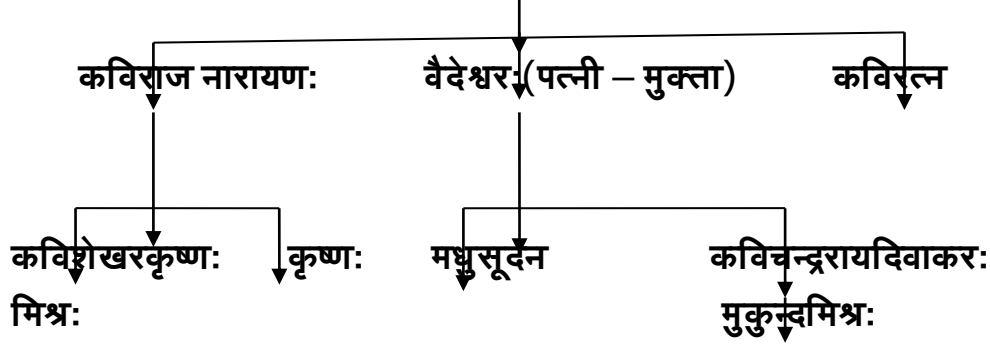 कविराज नारायण: वैदेश्वर:(पत्नी – मुक्ता) कविरत्न
कविशेखरकृष्ण: कृष्ण: मधुसूदन कविचन्द्ररायदिवाकर:
मिश्र: मुकुन्दमिश्र: